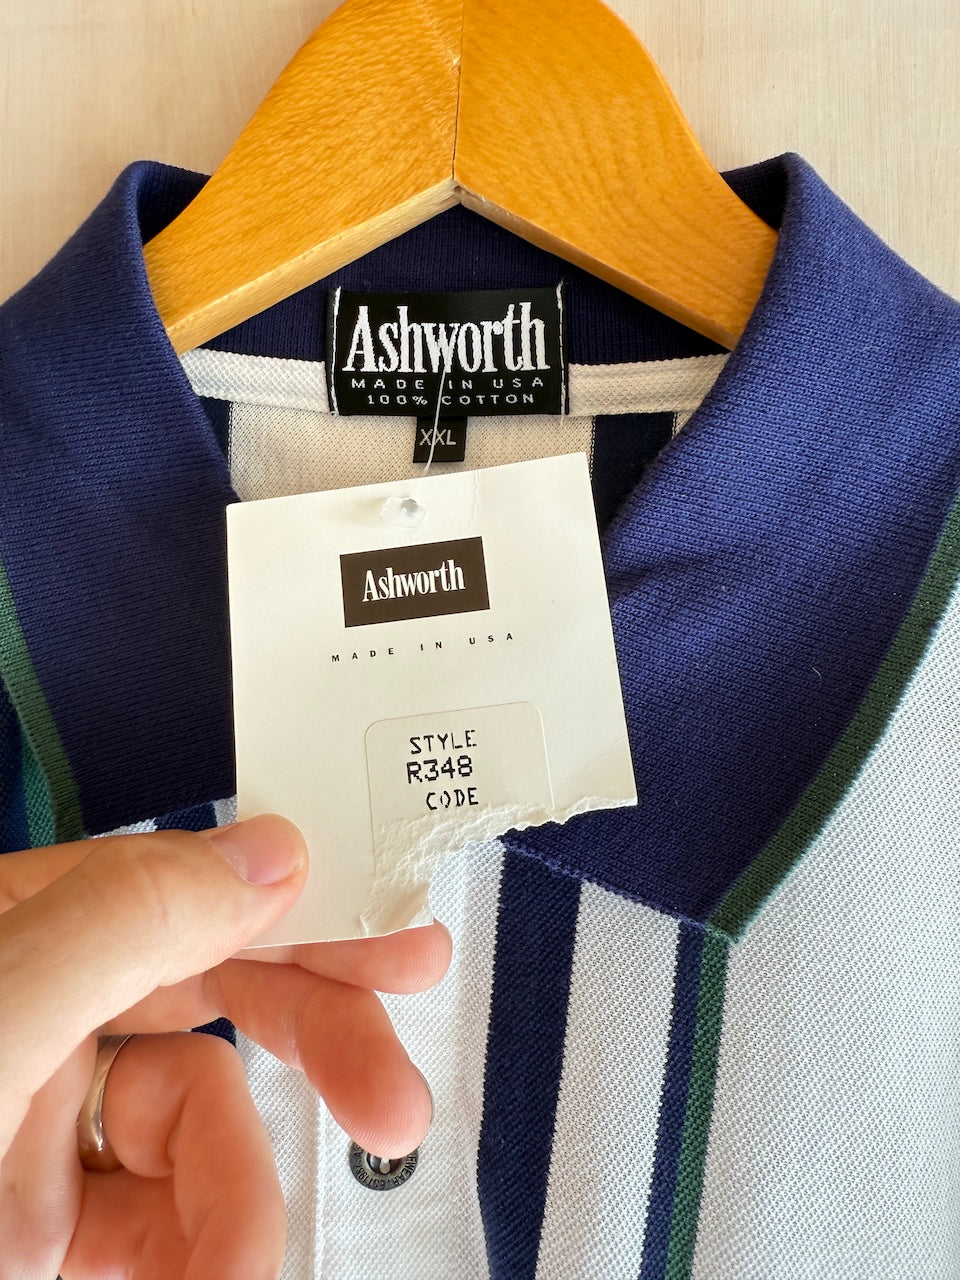 Ashworth
MADE IN USA
100% COTTON
XXL
Ashworth
MADE IN USA
STYLE
R348
CODE